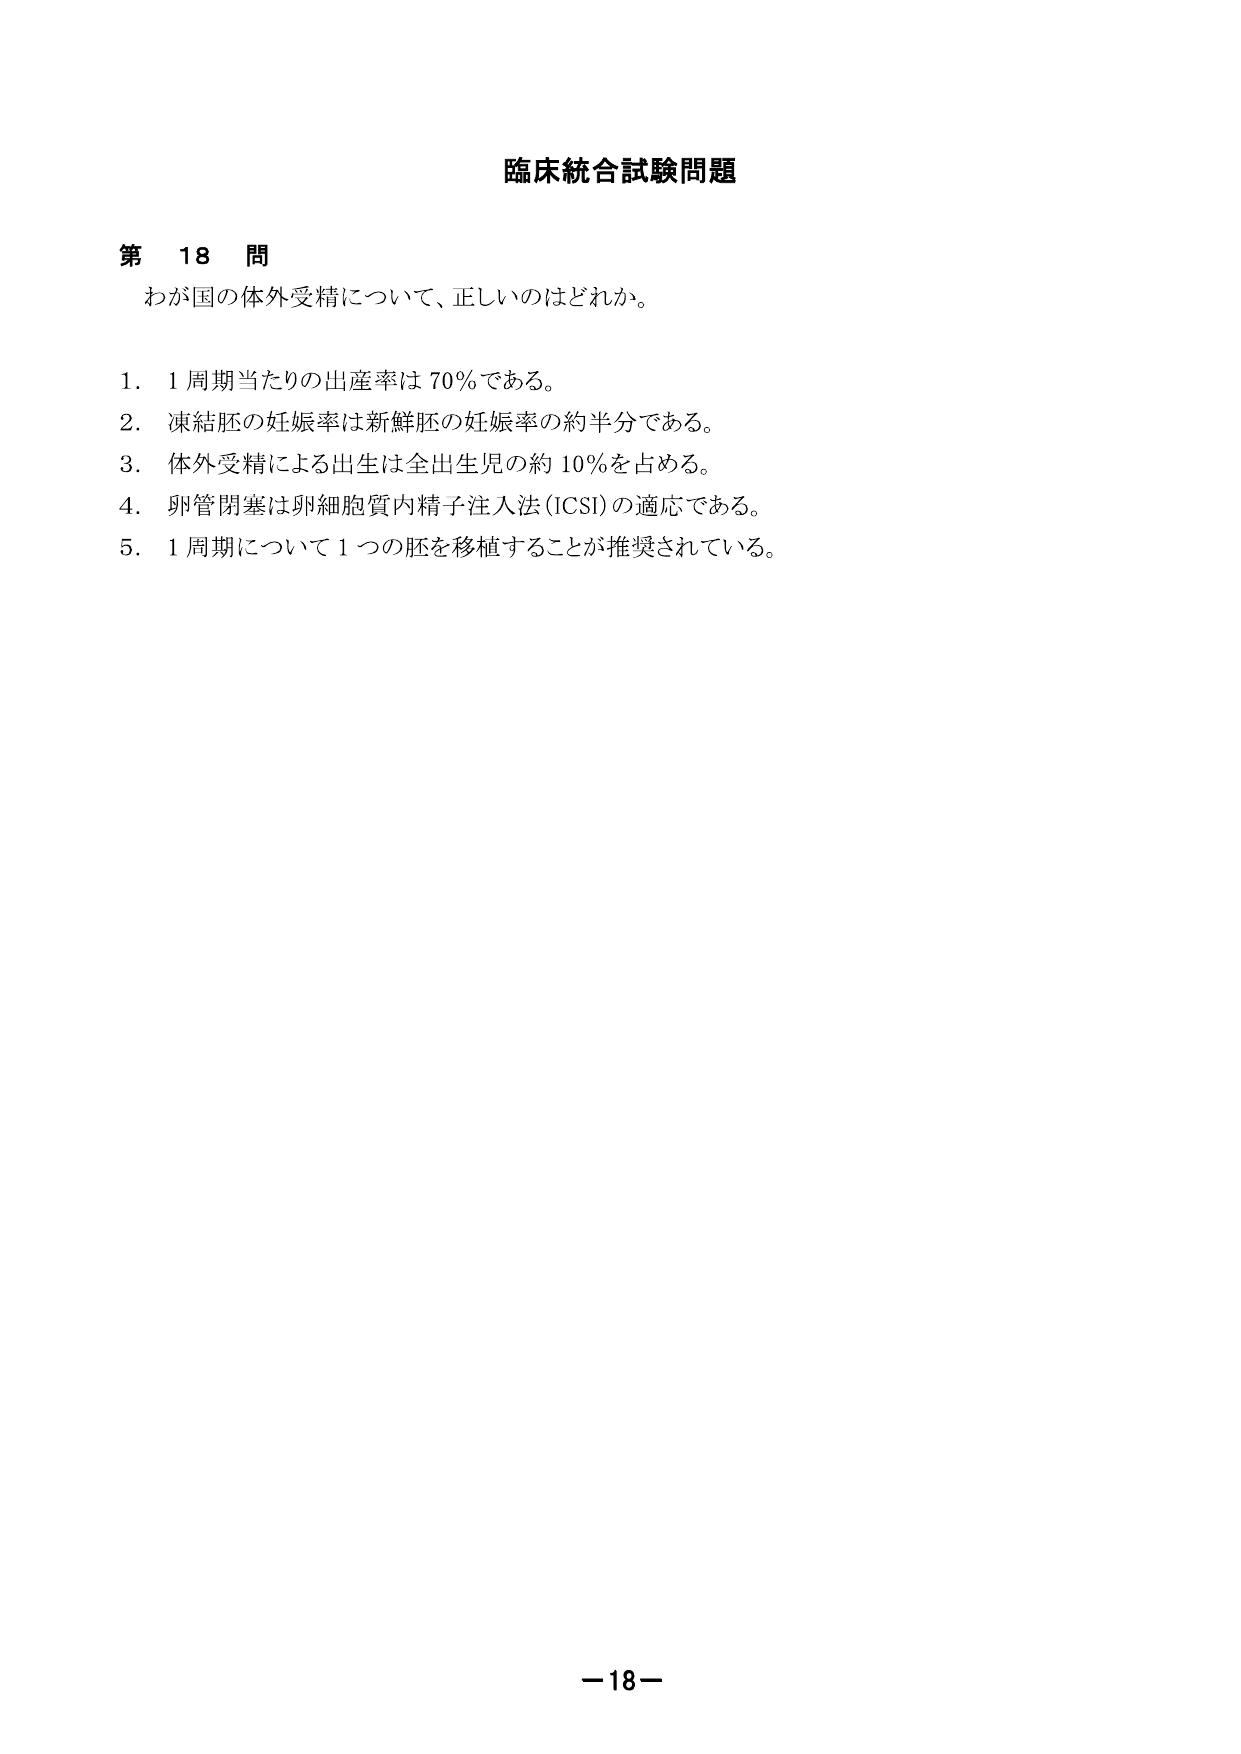 臨床統合試験問題
第 18 問
わが国の体外受精について、正しいのはどれか。
1. 1周期当たりの出産率は70%である。
2. 凍結胚の妊娠率は新鮮胚の妊娠率の約半分である。
3. 体外受精による出生は全出生児の約10%を占める。
4. 卵管閉塞は卵細胞質内精子注入法(ICSI)の適応である。
5. 1周期について1つの胚を移植することが推奨されている。
－18－